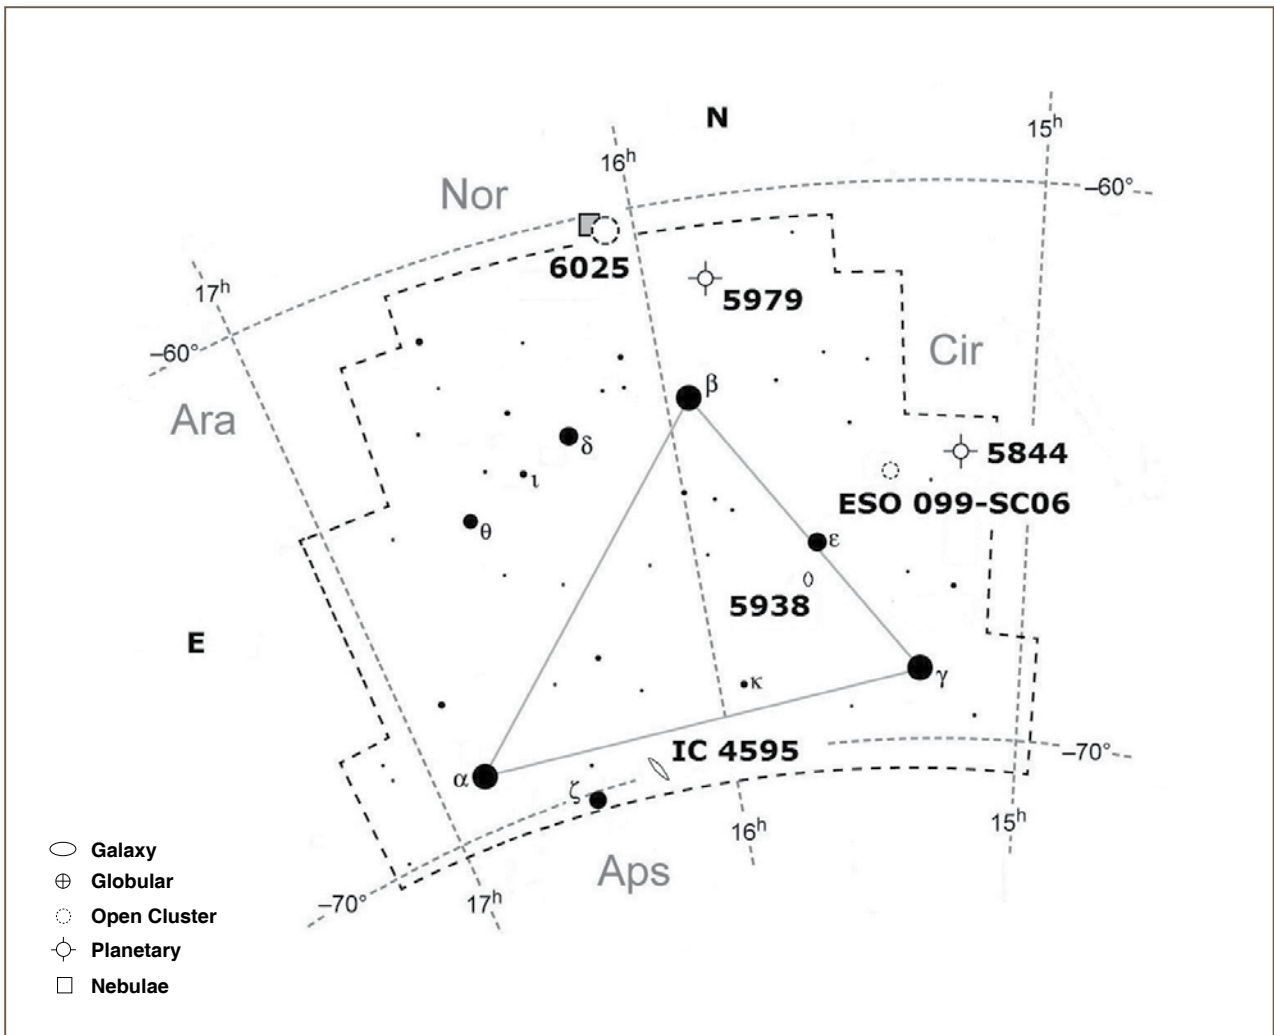 N
15ʰ
16ʰ
–60°
Nor
6025
17ʰ
5979
–60°
Cir
Ara
β
δ
5844
ι
ESO 099-SC06
θ
ε
5938
E
κ
γ
IC 4595
–70°
α
ζ
16ʰ
15ʰ
Aps
–70°
17ʰ
Galaxy
Globular
Open Cluster
Planetary
Nebulae